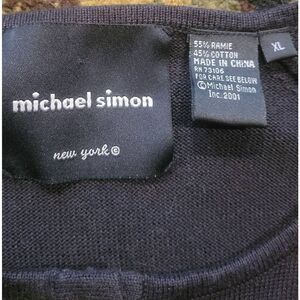 michael simon
new york©
55% RAMIE
45% COTTON
MADE IN CHINA
RN 73106
FOR CARE SEE BELOW
©Michael Simon
Inc. 2001
XL